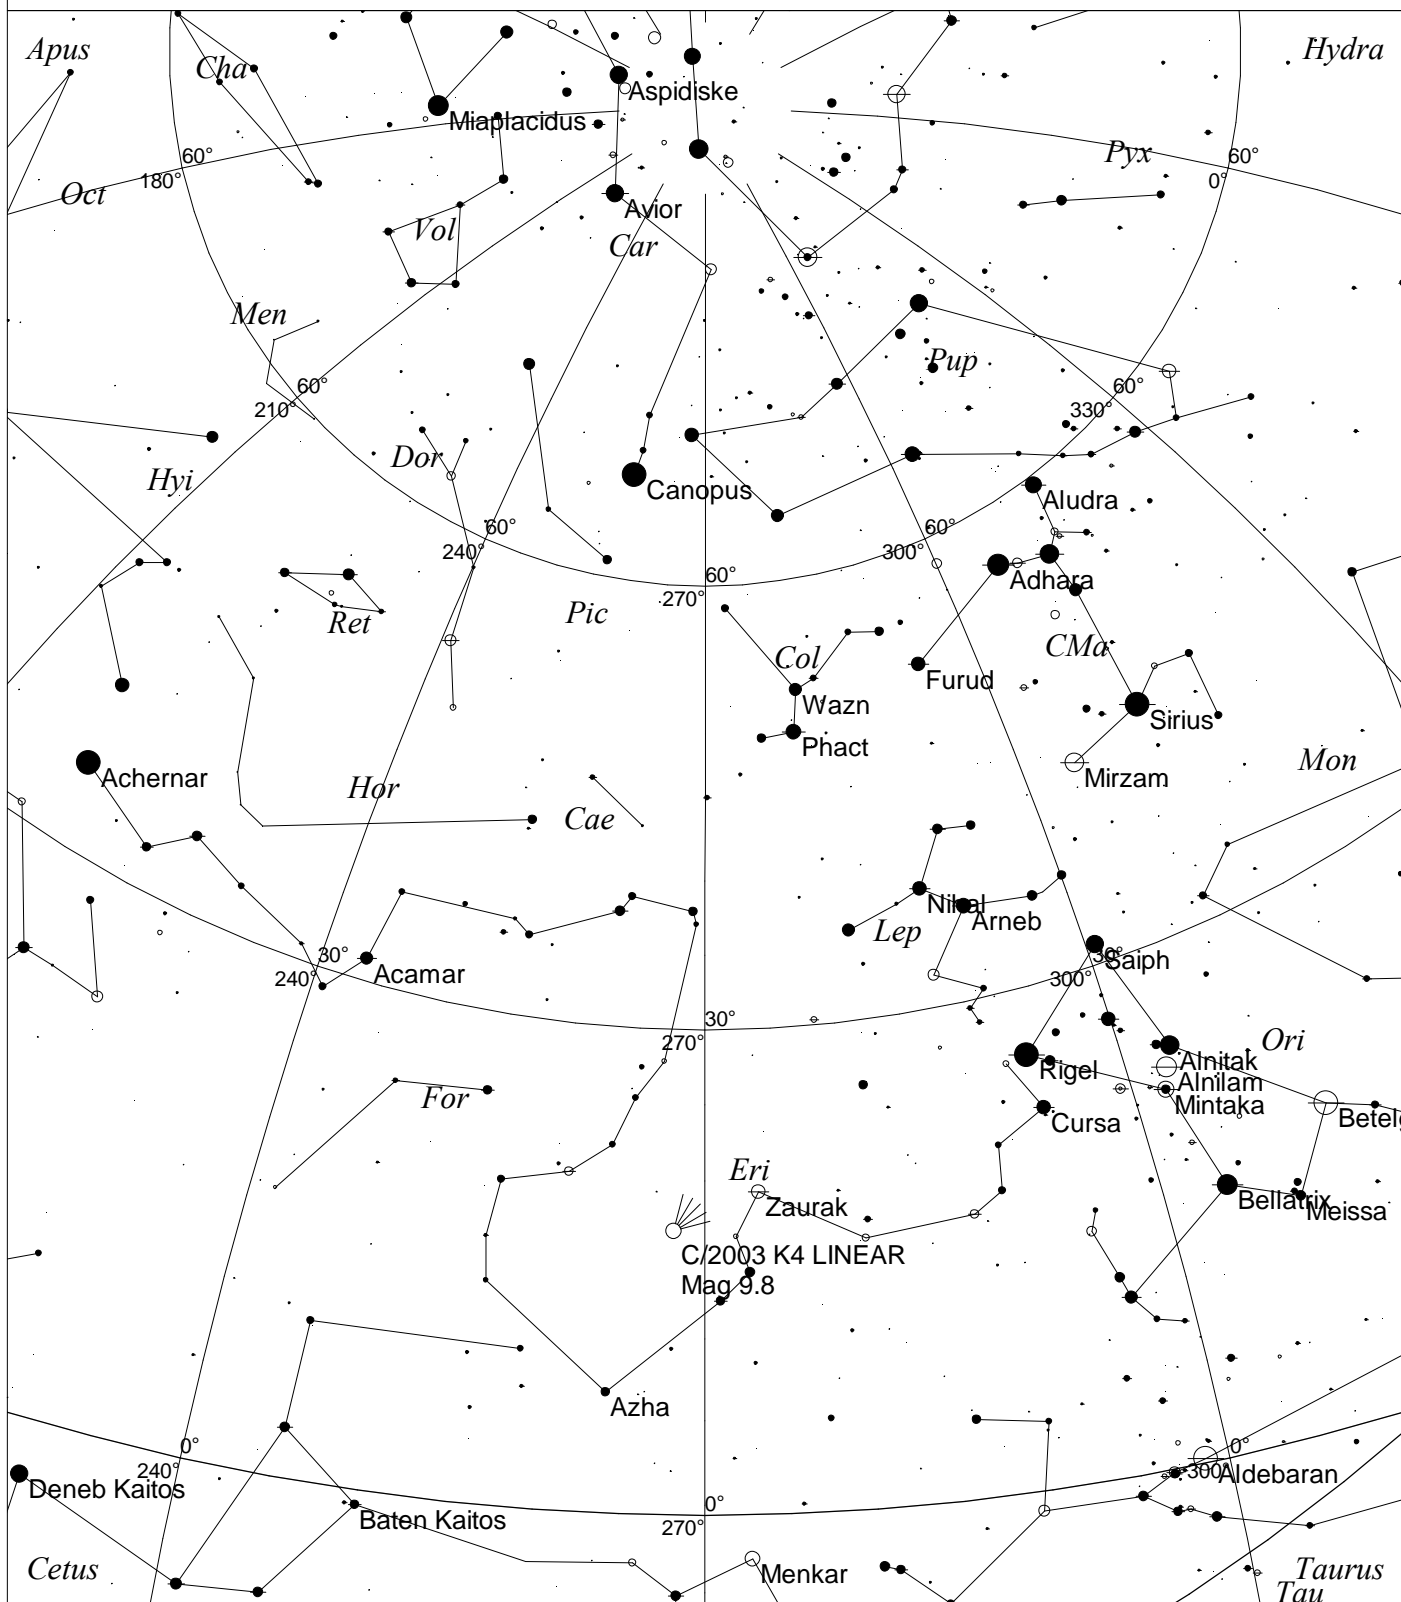 Apus
Cha
Hydra
Aspidiske
Miaplacidus
Pyx
60°
180°
60°
0°
Oct
Avior
Vol
Car
Men
Pup
60°
210°
60°
330°
Dor
Hyi
Canopus
Aludra
60°
240°
60°
300°
Adhara
60°
270°
Pic
Ret
CMa
Col
Furud
Wazn
Sirius
Phact
Achernar
Mirzam
Mon
Hor
Cae
Nihal
Arneb
Lep
30°
240°
Acamar
30°
Saiph
300°
30°
270°
Ori
Rigel
Alnitak
Alnilam
Mintaka
For
Cursa
Betelg
Eri
Zaurak
Bellatrix
Meissa
C/2003 K4 LINEAR
Mag 9.8
Azha
0°
240°
0°
300°
Aldebaran
Deneb Kaitos
0°
270°
Baten Kaitos
Cetus
Menkar
Taurus
Tau